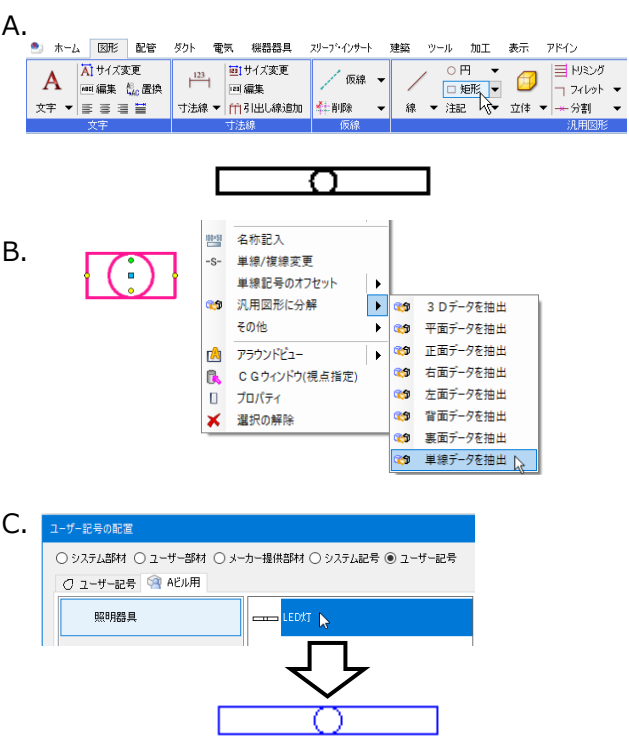 A.
ホーム 図形 配管 ダクト 電気 機器器具 スリーブ・インサート 建築 ツール 加工 表示 アドイン
A A サイズ変更 123 サイズ変更 仮線 円 トリミング
ABC 編集 置換 123 編集 矩形 フィレット
文字 寸法線 引出し線追加 削除 線 注記 立体 分割
文字 寸法線 仮線 汎用図形
B.
名称記入
-S- 単線/複線変更
単線記号のオフセット
汎用図形に分解
その他
アラウンドビュー
CGウィンドウ(視点指定)
プロパティ
選択の解除
3Dデータを抽出
平面データを抽出
正面データを抽出
右面データを抽出
左面データを抽出
背面データを抽出
裏面データを抽出
単線データを抽出
C.
ユーザー記号の配置
システム部材 ユーザー部材 メーカー提供部材 システム記号 ユーザー記号
ユーザー記号 Aビル用
照明器具 LED灯